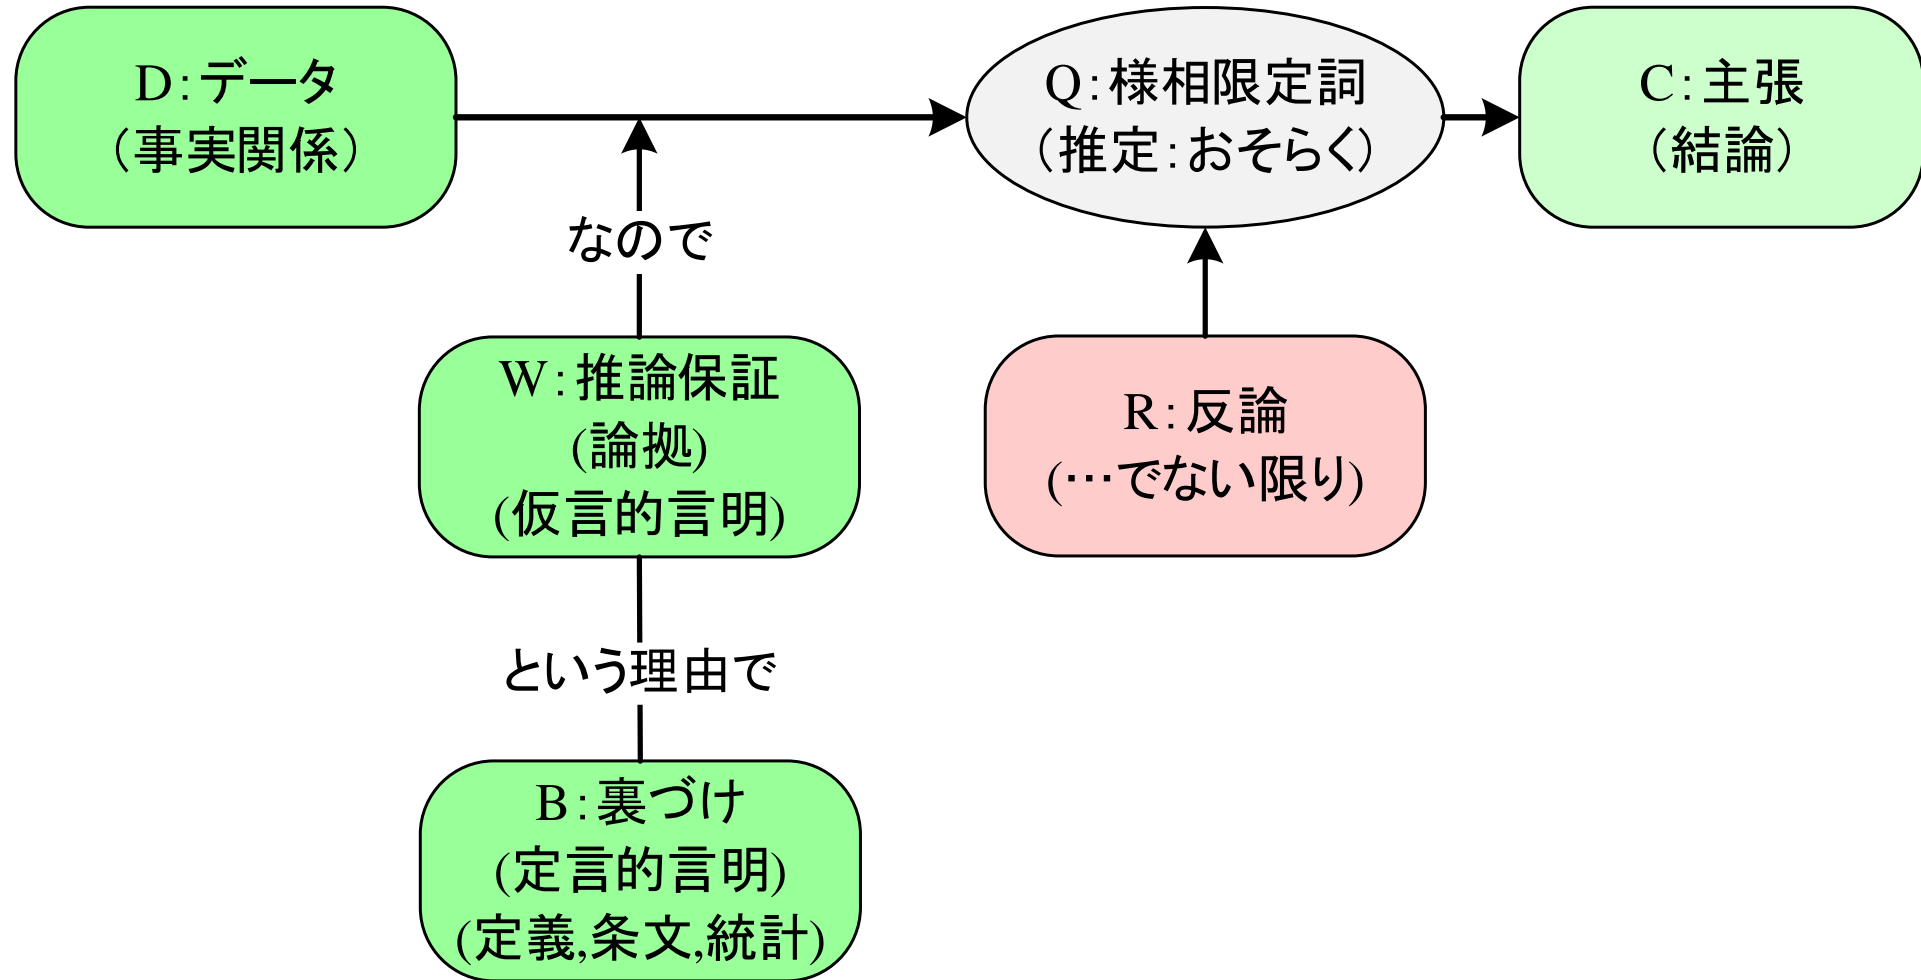 D：データ
（事実関係）
Q：様相限定詞
（推定：おそらく）
C：主張
（結論）
なので
W：推論保証
(論拠)
(仮言的言明)
R：反論
(…でない限り)
という理由で
B：裏づけ
(定言的言明)
(定義,条文,統計)